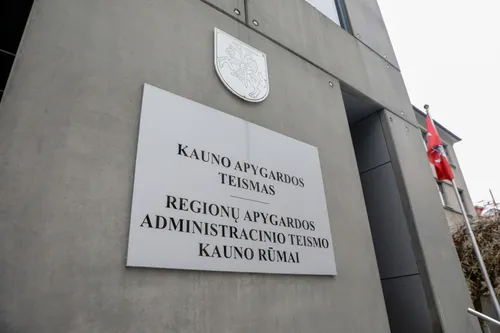 KAUNO APYGARDOS
TEISMAS
REGIONŲ APYGARDOS
ADMINISTRACINIO TEISMO
KAUNO RŪMAI